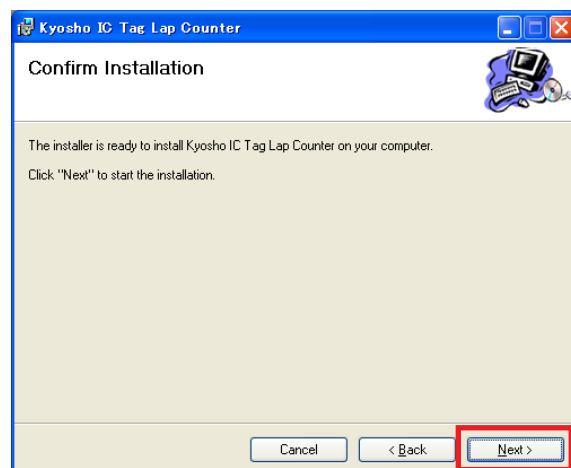 Kyosho IC Tag Lap Counter
Confirm Installation
The installer is ready to install Kyosho IC Tag Lap Counter on your computer.
Click "Next" to start the installation.
Cancel
< Back
Next >